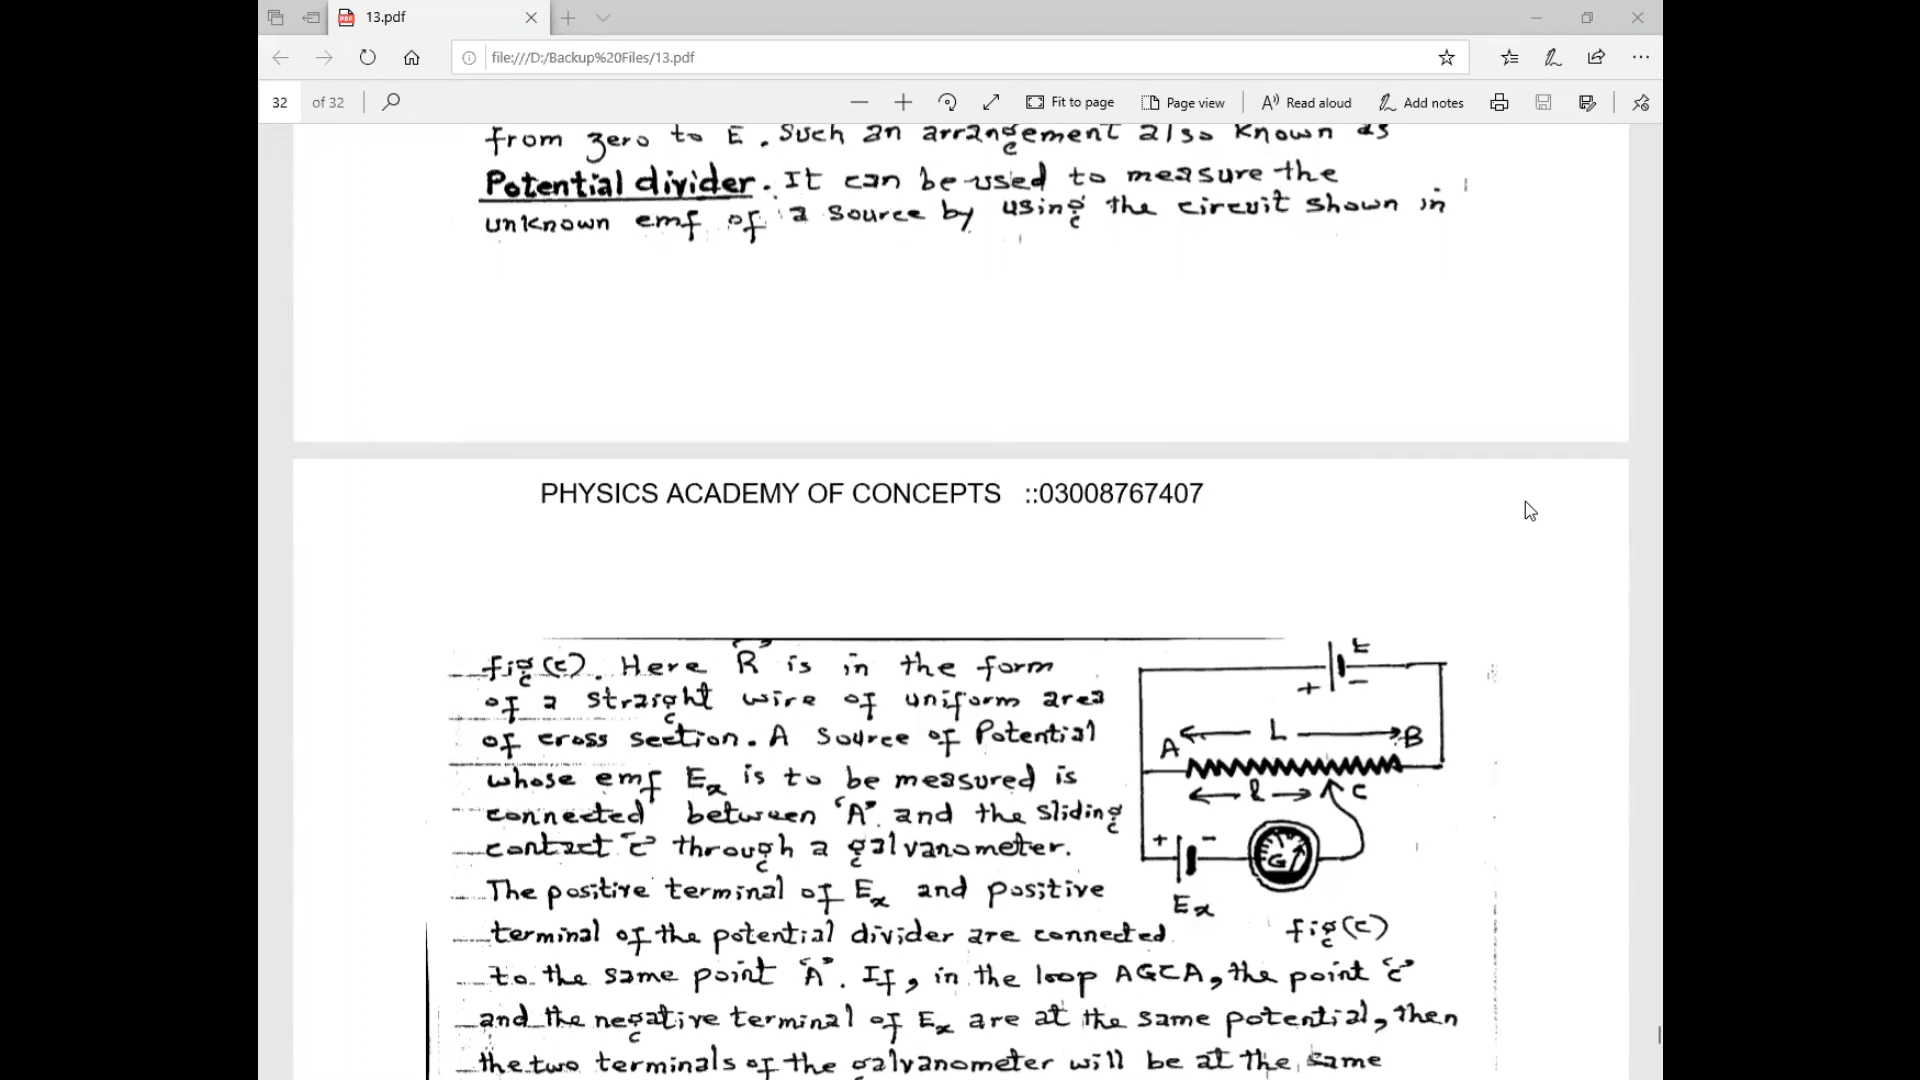 13.pdf
file:///D:/Backup%20Files/13.pdf
32 of 32
Fit to page
Page view
Read aloud
Add notes
from zero to E. Such an arrangement also known as
Potential divider. It can be used to measure the
unknown emf of a source by using the circuit shown in
PHYSICS ACADEMY OF CONCEPTS ::03008767407
fig(c). Here "R" is in the form
of a straight wire of uniform area
of cross section. A source of Potential
whose emf Ex is to be measured is
connected between "A" and the sliding
contact "c" through a galvanometer.
The positive terminal of Ex and positive
terminal of the potential divider are connected
to the same point "A". If, in the loop AGCA, the point "c"
and the negative terminal of Ex are at the same potential, then
the two terminals of the galvanometer will be at the same
E
+ -
A L B
l C
+ -
G
Ex
fig(c)